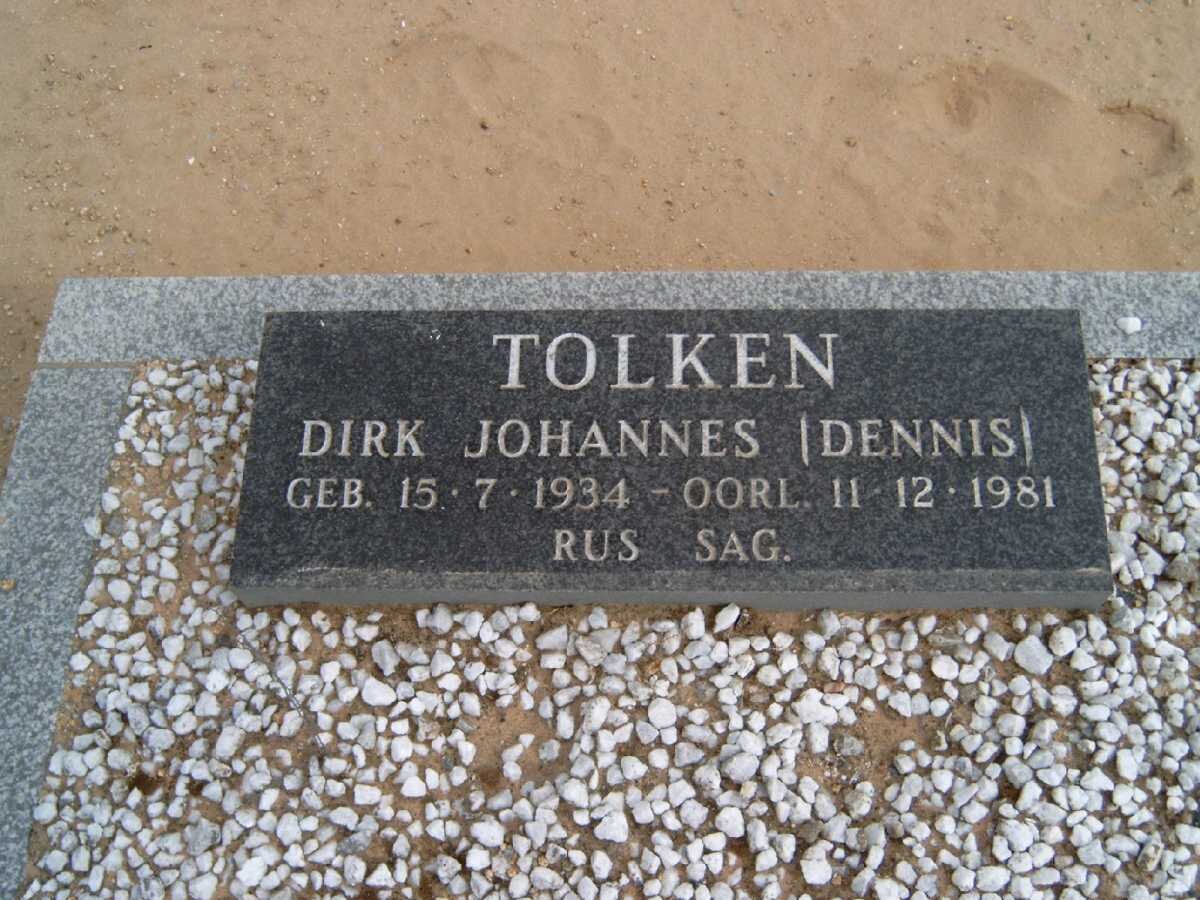 TOLKEN
DIRK JOHANNES (DENNIS)
GEB. 15·7·1934 - OORL. 11·12·1981
RUS SAG.